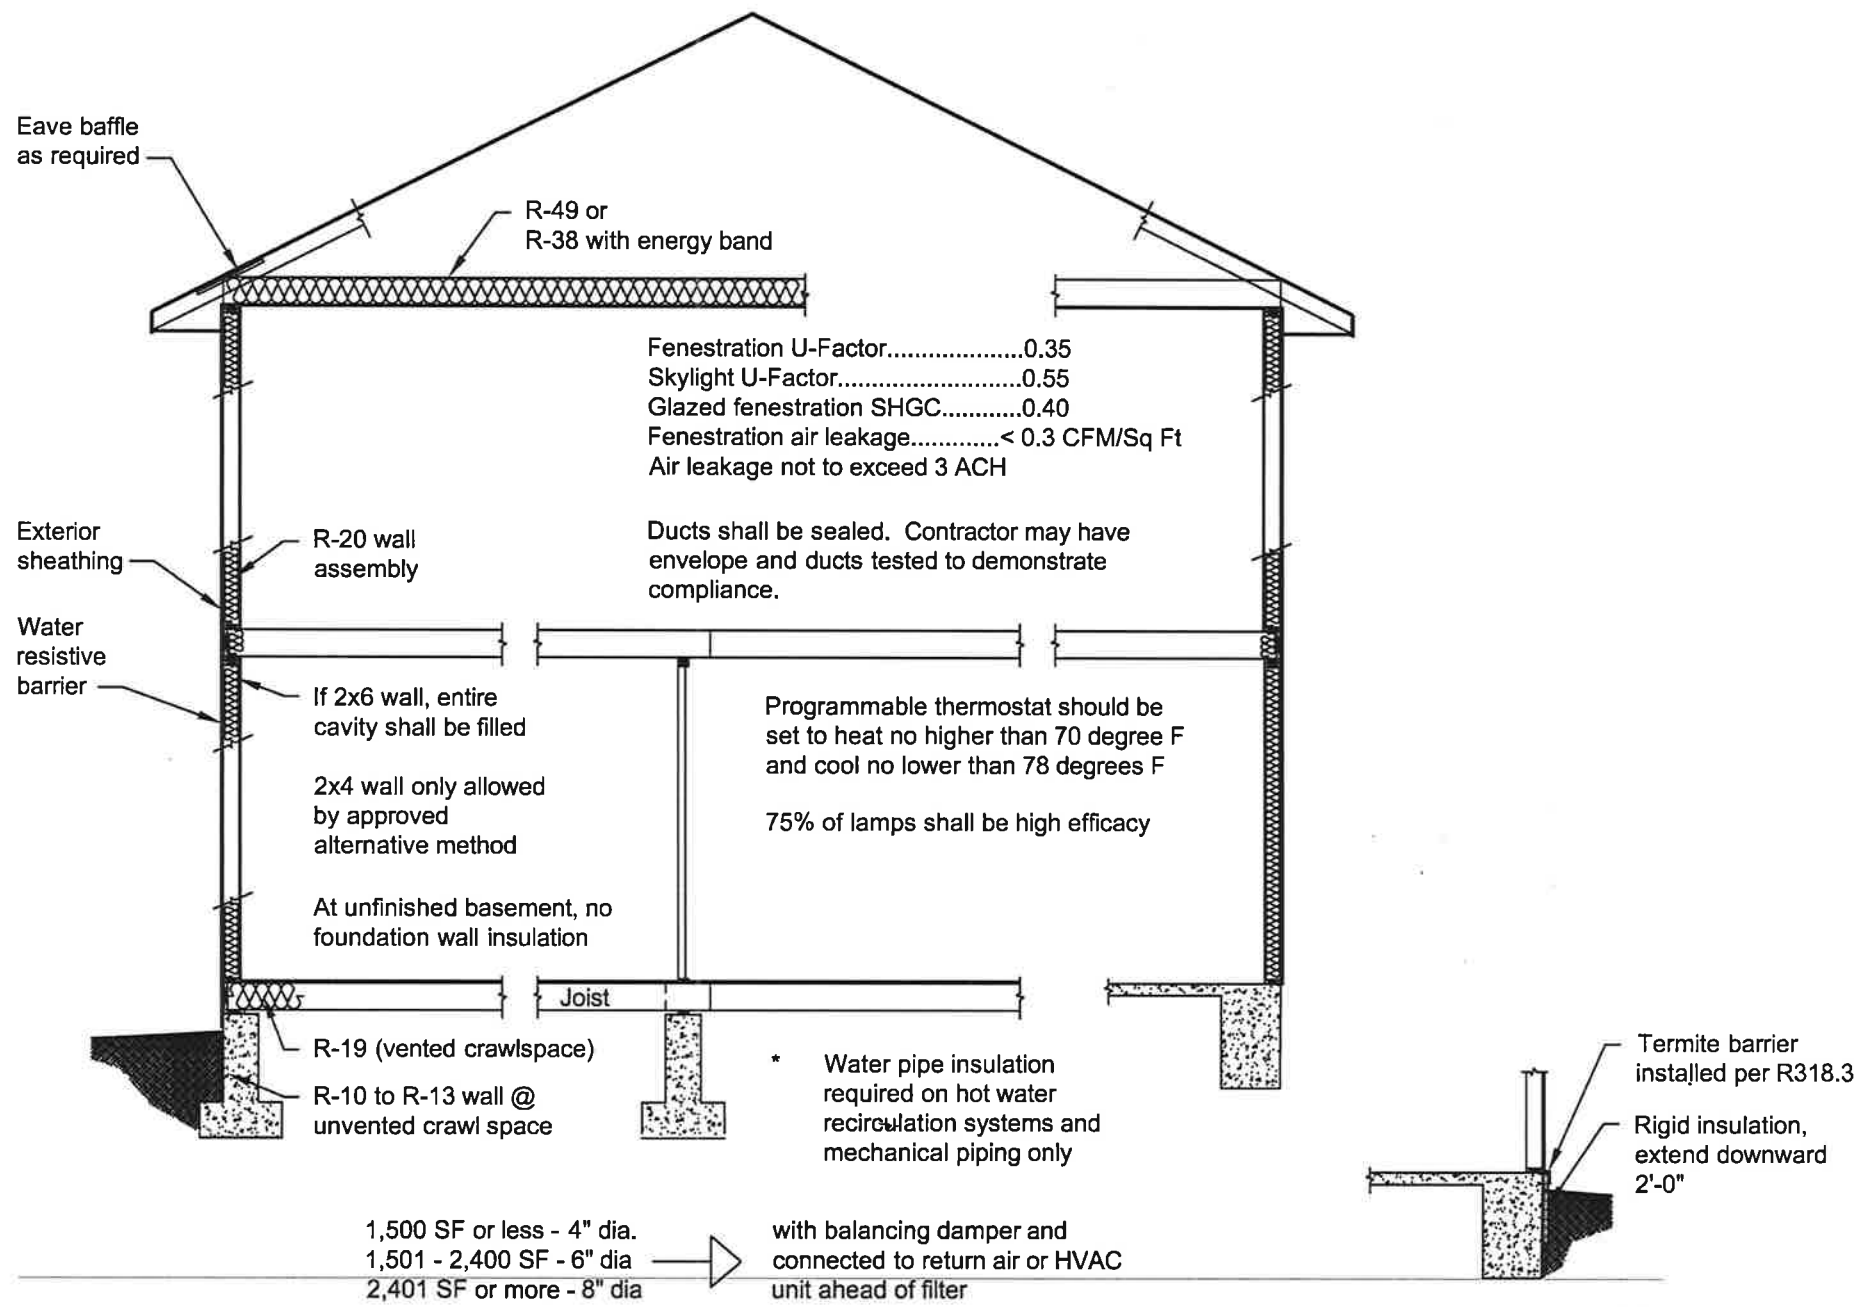 Eave baffle
as required
R-49 or
R-38 with energy band
Fenestration U-Factor....................0.35
Skylight U-Factor...........................0.55
Glazed fenestration SHGC............0.40
Fenestration air leakage.............< 0.3 CFM/Sq Ft
Air leakage not to exceed 3 ACH
Exterior
sheathing
R-20 wall
assembly
Ducts shall be sealed.  Contractor may have
envelope and ducts tested to demonstrate
compliance.
Water
resistive
barrier
If 2x6 wall, entire
cavity shall be filled
2x4 wall only allowed
by approved
alternative method
At unfinished basement, no
foundation wall insulation
Programmable thermostat should be
set to heat no higher than 70 degree F
and cool no lower than 78 degrees F
75% of lamps shall be high efficacy
Joist
R-19 (vented crawlspace)
R-10 to R-13 wall @
unvented crawl space
* Water pipe insulation
required on hot water
recirculation systems and
mechanical piping only
Termite barrier
installed per R318.3
Rigid insulation,
extend downward
2'-0"
1,500 SF or less - 4" dia.
1,501 - 2,400 SF - 6" dia
2,401 SF or more - 8" dia
with balancing damper and
connected to return air or HVAC
unit ahead of filter